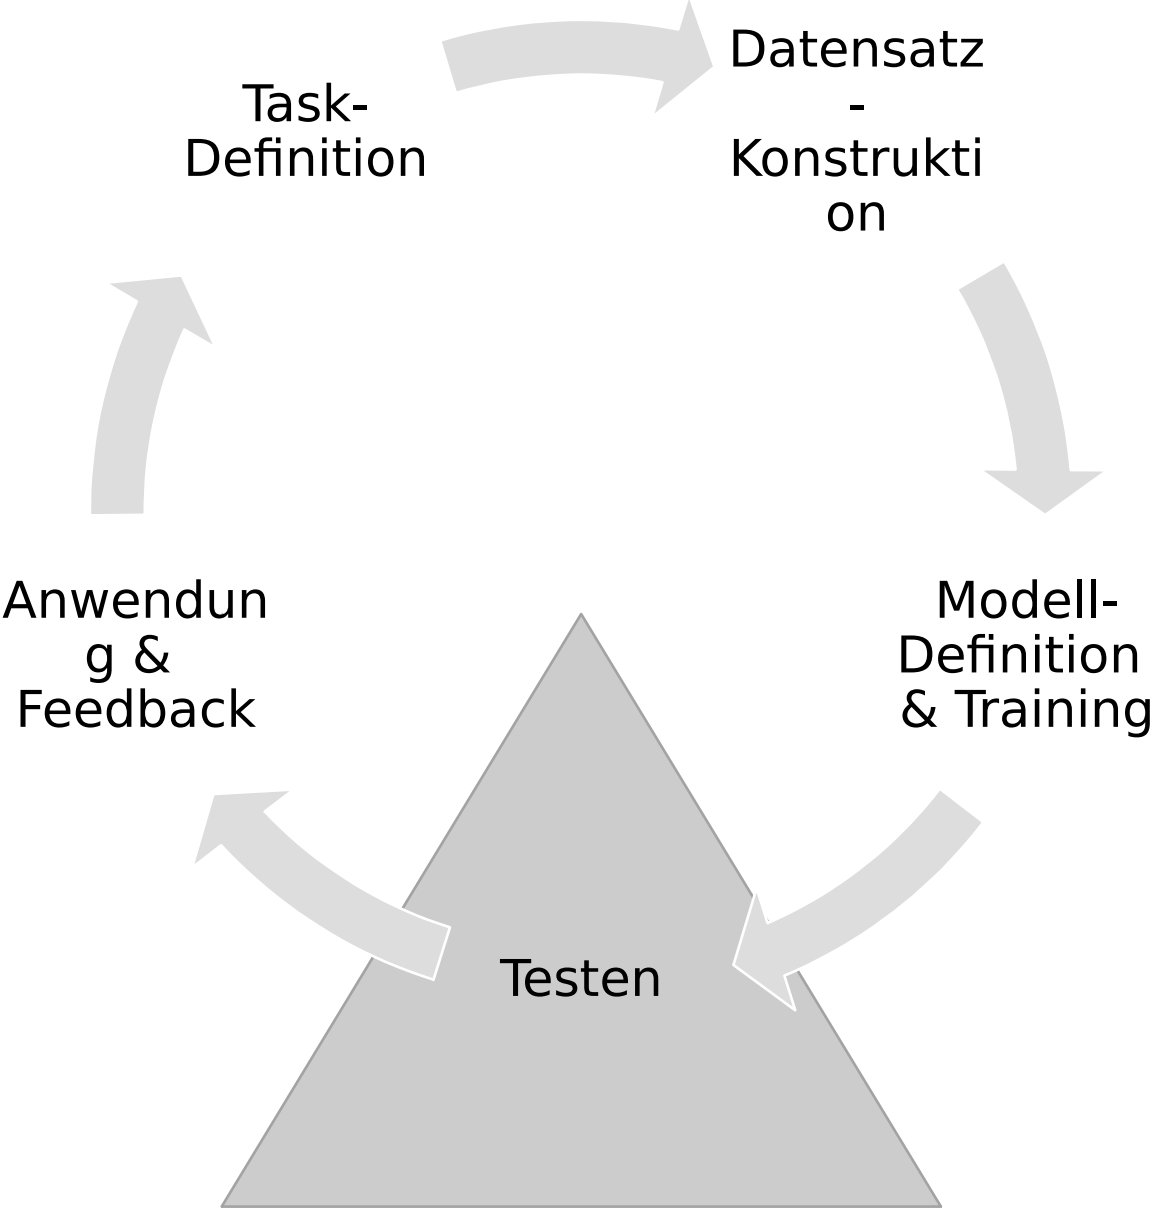 Task-
Definition
Datensatz
-
Konstrukti
on
Modell-
Definition
& Training
Testen
Anwendun
g &
Feedback